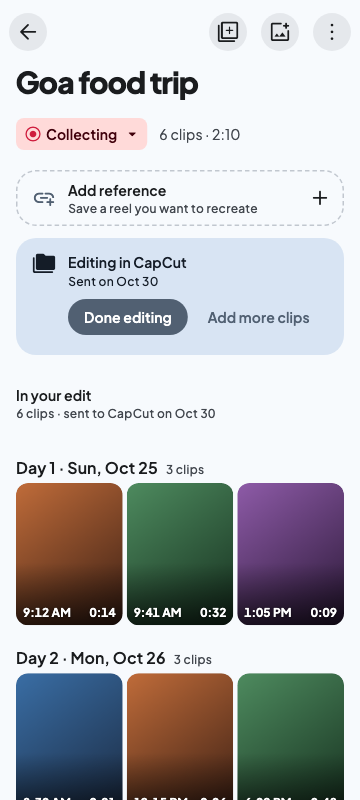 Goa food trip
Collecting
6 clips · 2:10
Add reference
Save a reel you want to recreate
Editing in CapCut
Sent on Oct 30
Done editing
Add more clips
In your edit
6 clips · sent to CapCut on Oct 30
Day 1 · Sun, Oct 25 3 clips
9:12 AM 0:14
9:41 AM 0:32
1:05 PM 0:09
Day 2 · Mon, Oct 26 3 clips